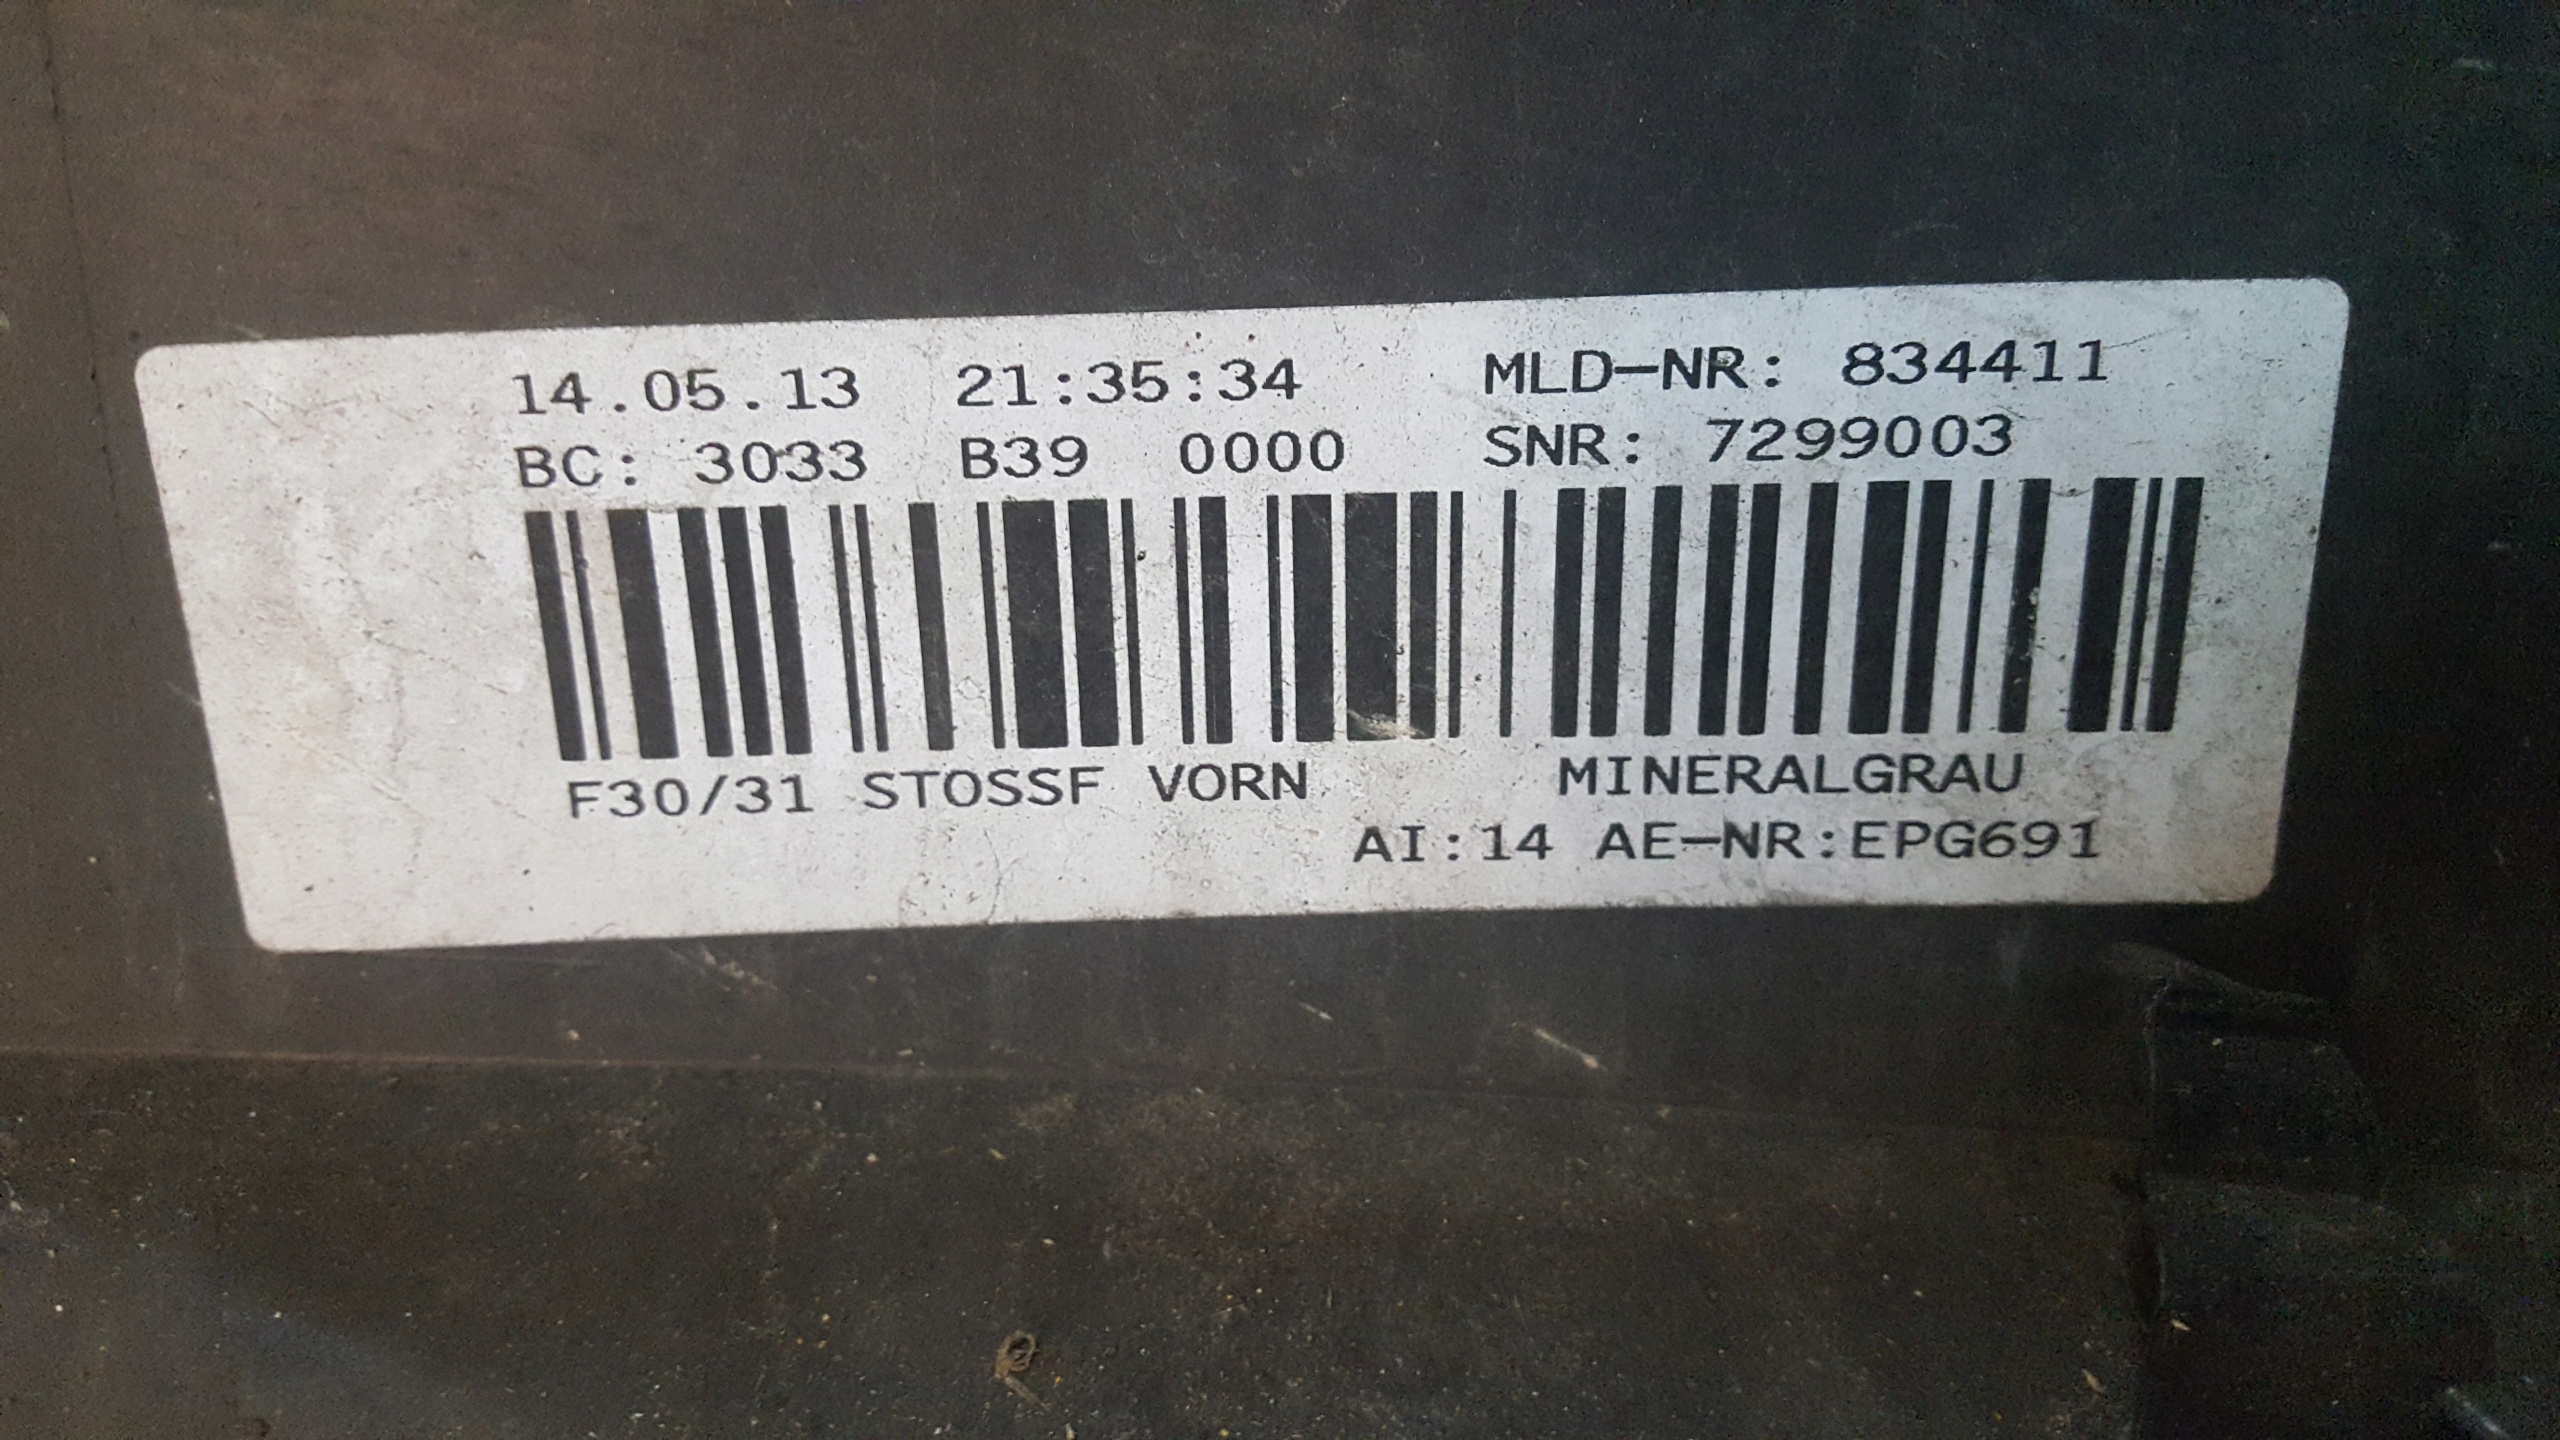 14.05.13 21:35:34 MLD-NR: 834411
BC: 3033 B39 0000 SNR: 7299003
F30/31 STOSSF VORN MINERALGRAU
AI:14 AE-NR:EPG691